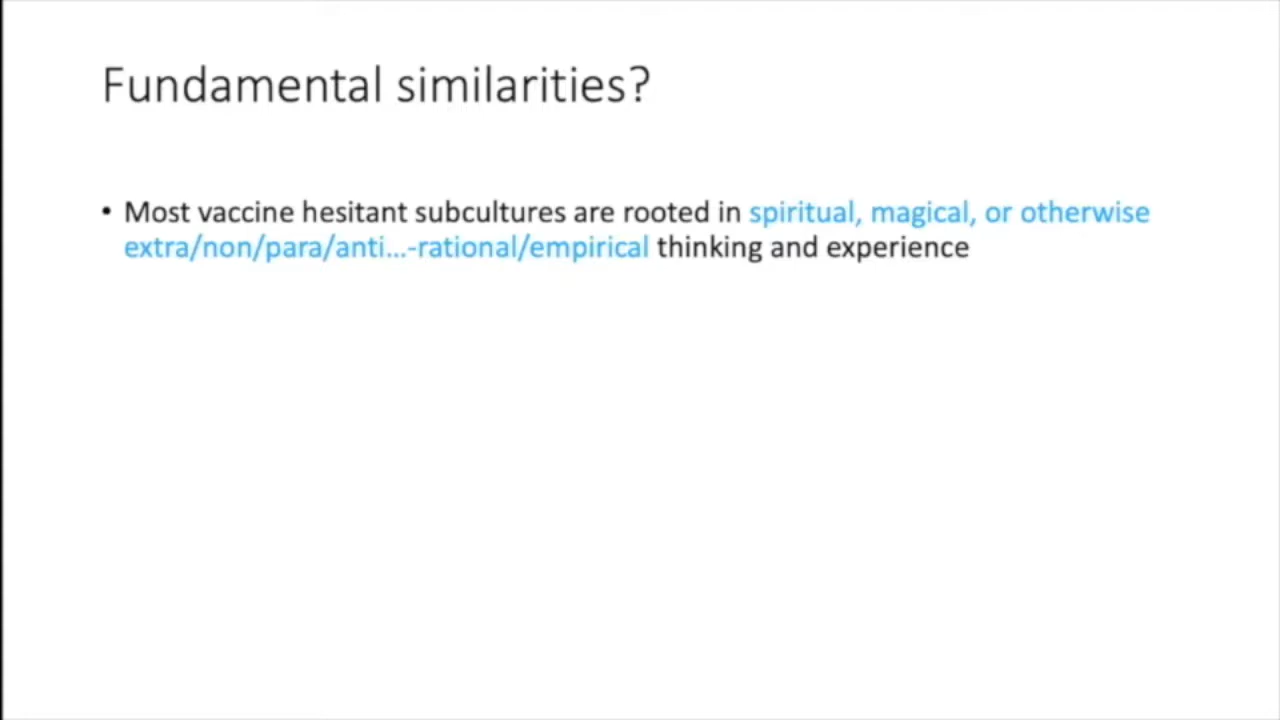 Fundamental similarities?
• Most vaccine hesitant subcultures are rooted in spiritual, magical, or otherwise
extra/non/para/anti...-rational/empirical thinking and experience